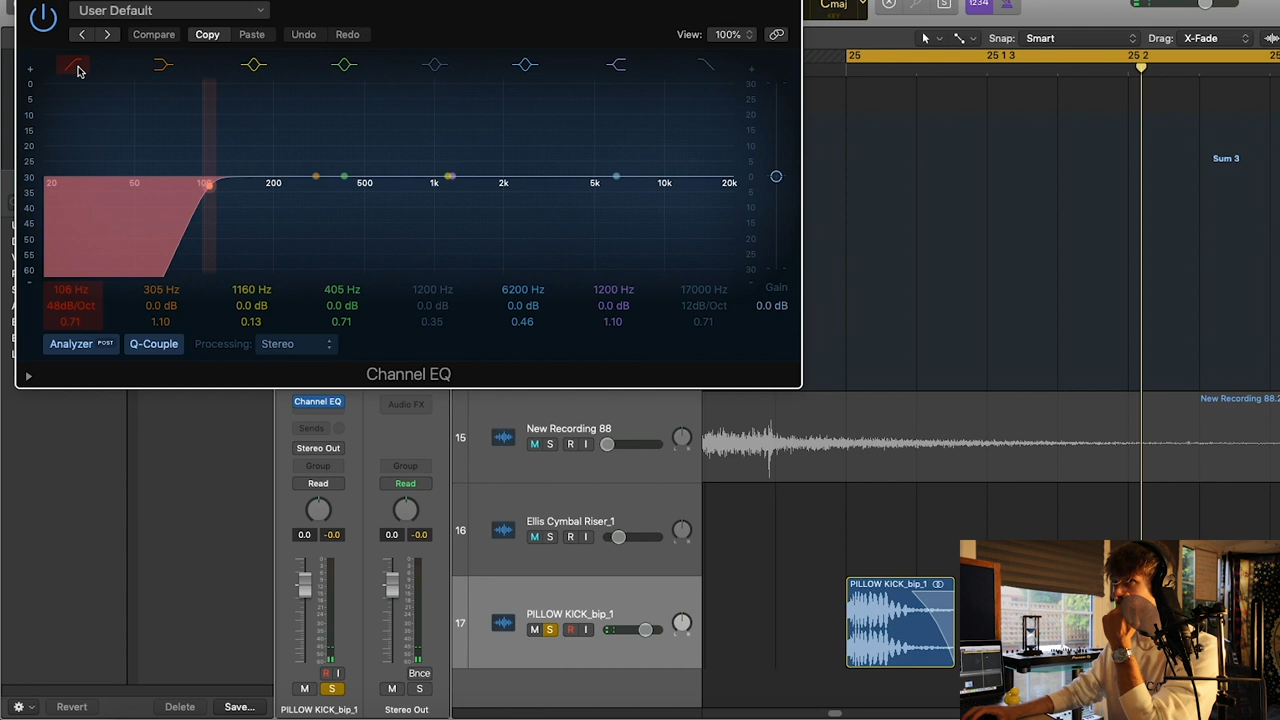 User Default
Cmaj
KEY
1234
Compare
Copy
Paste
Undo
Redo
View:
100%
Snap:
Smart
Drag:
X-Fade
25
25 1 3
25 2
25
+
0
5
10
15
20
25
30
35
40
45
50
55
60
-
20
50
100
200
500
1k
2k
5k
10k
20k
+
30
25
20
15
10
5
0
5
10
15
20
25
30
-
106 Hz
305 Hz
1160 Hz
405 Hz
1200 Hz
6200 Hz
1200 Hz
17000 Hz
Gain
48dB/Oct
0.0 dB
0.0 dB
0.0 dB
0.0 dB
0.0 dB
0.0 dB
12dB/Oct
0.0 dB
0.71
1.10
0.13
0.71
0.35
0.46
1.10
0.71
Analyzer POST
Q-Couple
Processing:
Stereo
Channel EQ
Sum 3
Channel EQ
Audio FX
Sends
Stereo Out
Group
Group
Read
Read
0.0
-0.0
0.0
-0.0
R I
Bnce
M S
M S
PILLOW KICK_bip_1
Stereo Out
15
New Recording 88
M S R I
L R
New Recording 88.2
16
Ellis Cymbal Riser_1
M S R I
L R
17
PILLOW KICK_bip_1
M S R I
L R
PILLOW KICK_bip_1
Revert
Delete
Save...